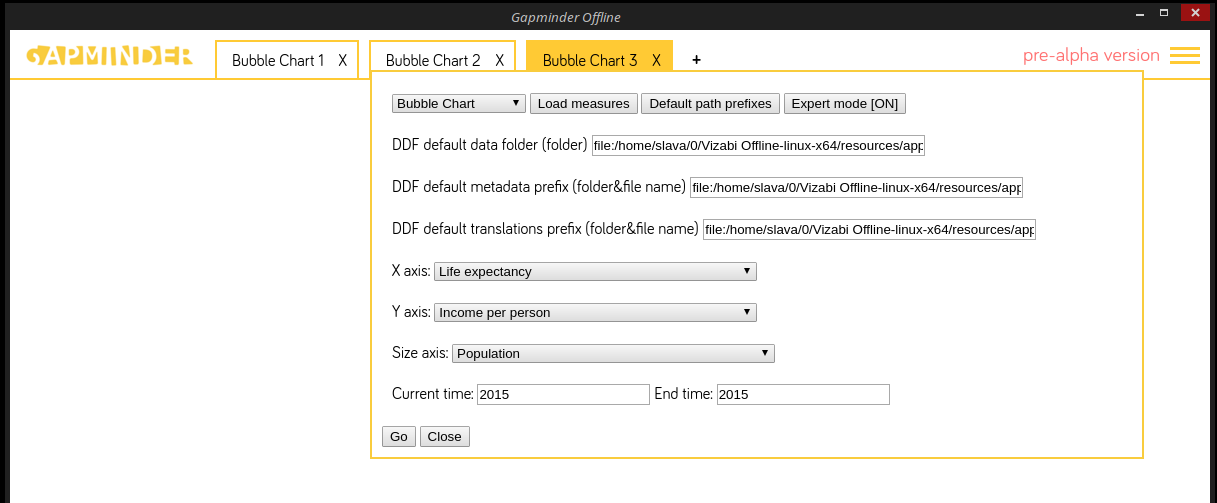 Gapminder Offline
GAPMINDER
Bubble Chart 1 X Bubble Chart 2 X Bubble Chart 3 X + pre-alpha version
Bubble Chart Load measures Default path prefixes Expert mode [ON]
DDF default data folder (folder) file:/home/slava/0/Vizabi Offline-linux-x64/resources/app
DDF default metadata prefix (folder&file name) file:/home/slava/0/Vizabi Offline-linux-x64/resources/app
DDF default translations prefix (folder&file name) file:/home/slava/0/Vizabi Offline-linux-x64/resources/app
X axis: Life expectancy
Y axis: Income per person
Size axis: Population
Current time: 2015 End time: 2015
Go Close